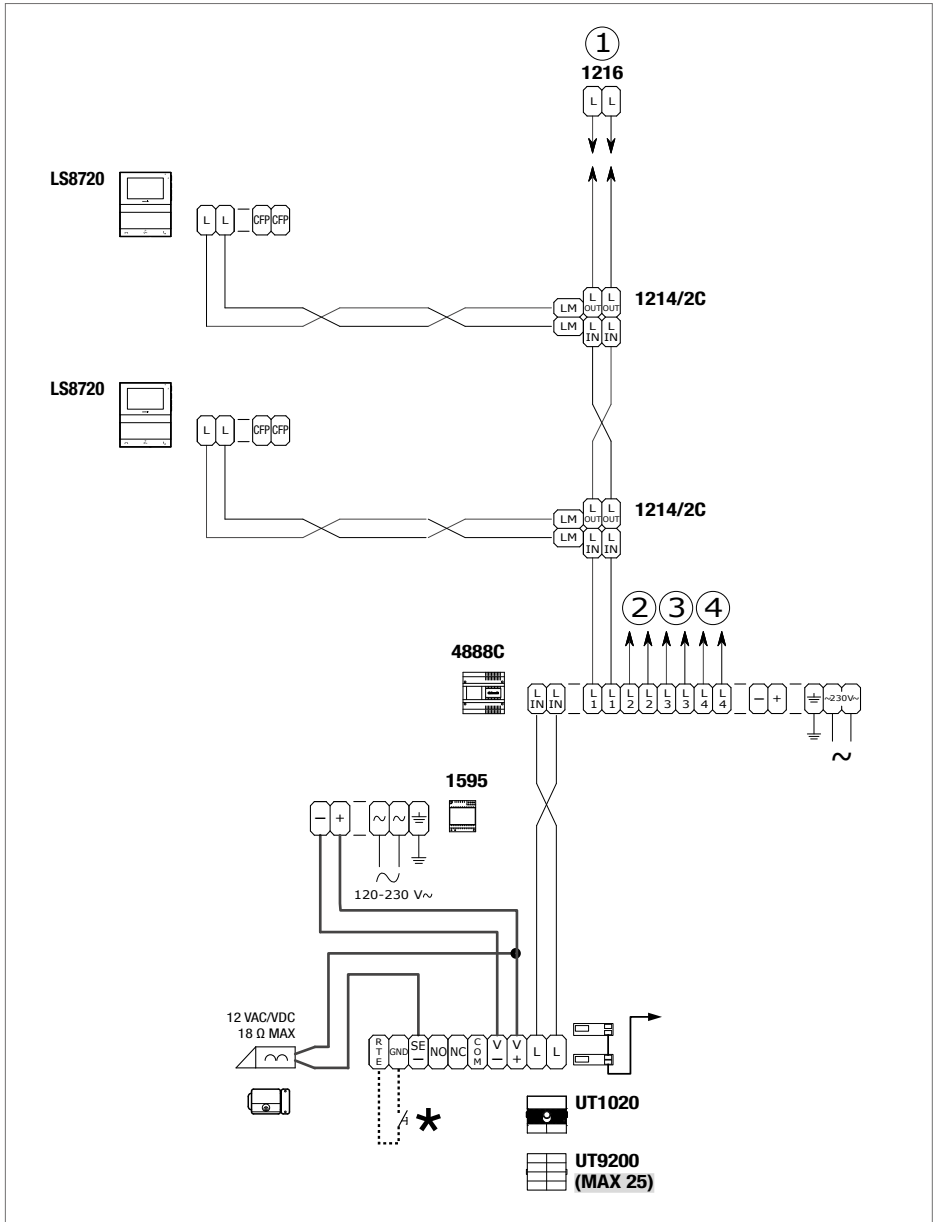 1
1216
L L
LS8720
L L CFP CFP
L OUT L OUT
1214/2C
LM
LM
L IN L IN
LS8720
L L CFP CFP
L OUT L OUT
1214/2C
LM
LM
L IN L IN
2 3 4
4888C
L IN L IN L 1 L 1 L 2 L 2 L 3 L 3 L 4 L 4 − + ~230V~
~
1595
− + ~ ~
120-230 V~
12 VAC/VDC
18 Ω MAX
RTE GND SE − NO NC COM V − V + L L
*
UT1020
UT9200
(MAX 25)